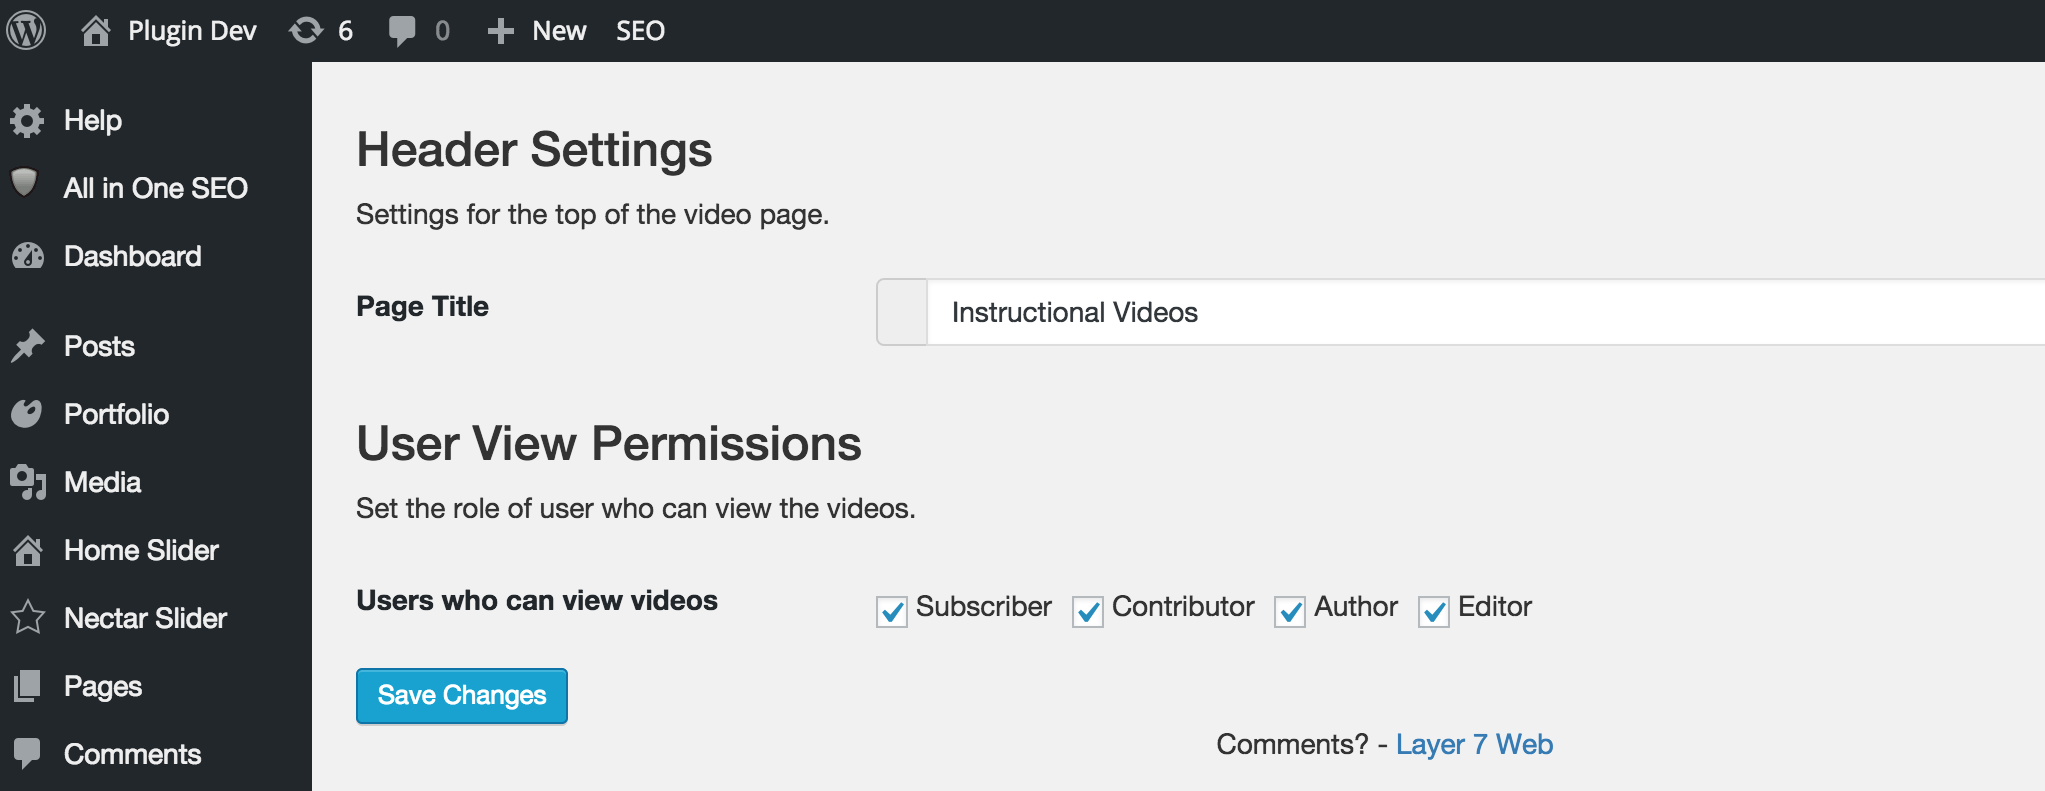 Plugin Dev 6 0 New SEO
Help
All in One SEO
Dashboard
Posts
Portfolio
Media
Home Slider
Nectar Slider
Pages
Comments
Header Settings
Settings for the top of the video page.
Page Title Instructional Videos
User View Permissions
Set the role of user who can view the videos.
Users who can view videos Subscriber Contributor Author Editor
Save Changes
Comments? - Layer 7 Web